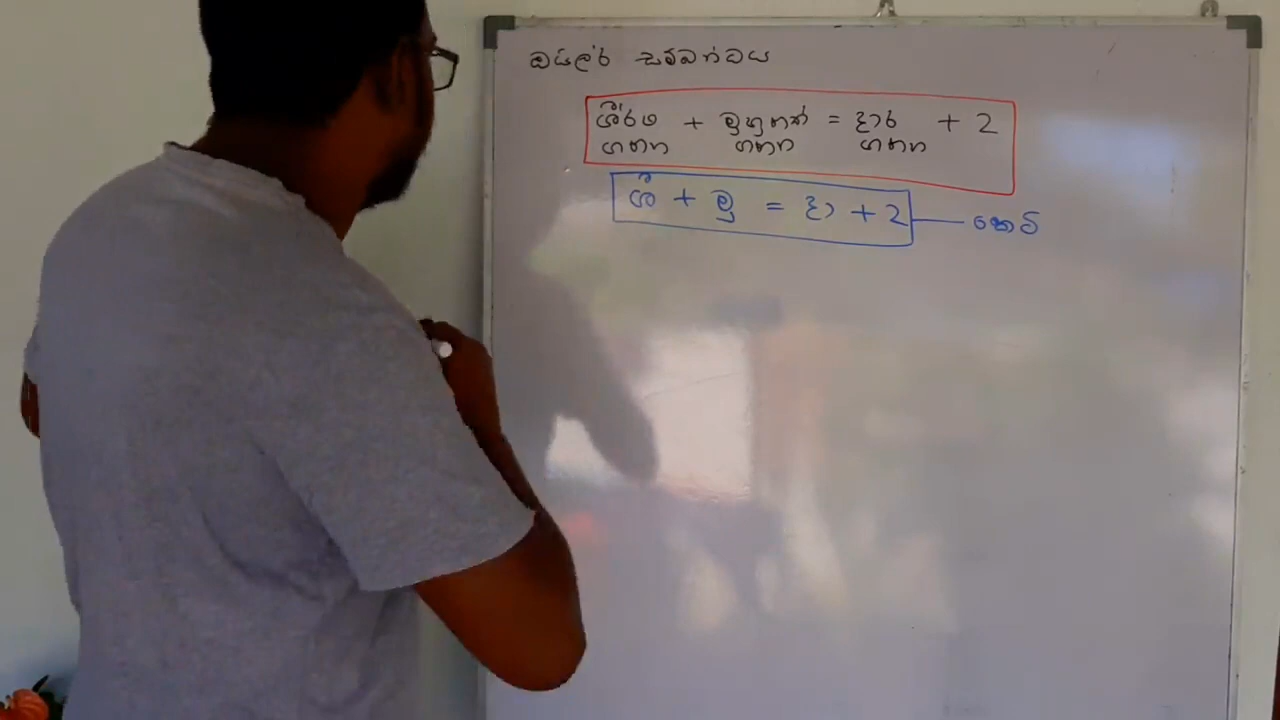 ඔයිලර් සම්බන්ධය
ශීර්ෂ + මුහුණත් = දාර + 2
ගණන ගණන ගණන
ශී + මු = දා + 2 — කෙටි